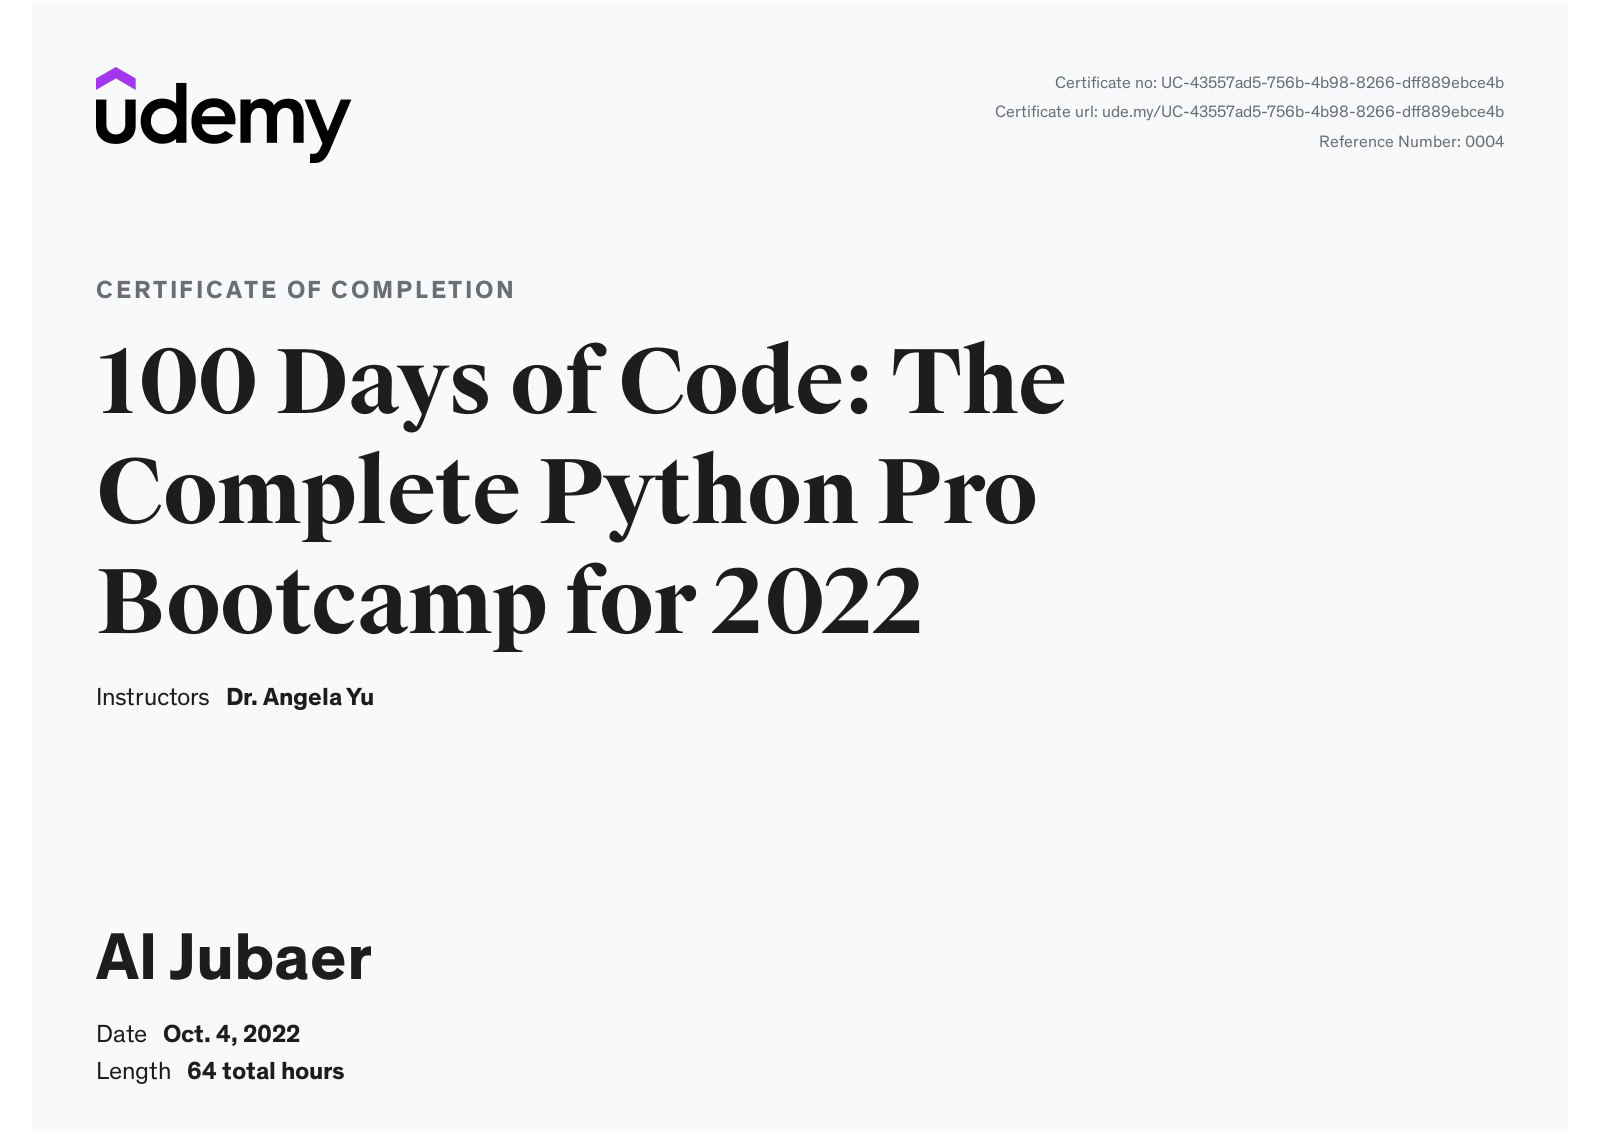 udemy
Certificate no: UC-43557ad5-756b-4b98-8266-dff889ebce4b
Certificate url: ude.my/UC-43557ad5-756b-4b98-8266-dff889ebce4b
Reference Number: 0004
CERTIFICATE OF COMPLETION
100 Days of Code: The
Complete Python Pro
Bootcamp for 2022
Instructors Dr. Angela Yu
Al Jubaer
Date Oct. 4, 2022
Length 64 total hours